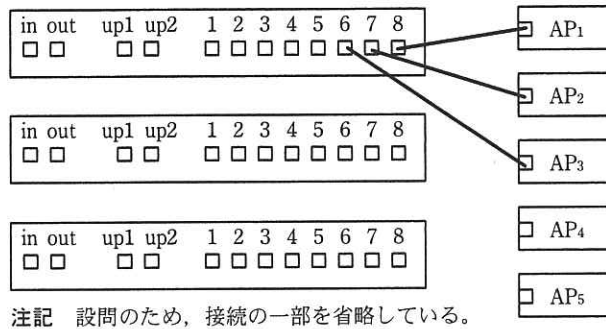 in out up1 up2 1 2 3 4 5 6 7 8
AP1
AP2
in out up1 up2 1 2 3 4 5 6 7 8
AP3
in out up1 up2 1 2 3 4 5 6 7 8
AP4
AP5
注記 設問のため，接続の一部を省略している。